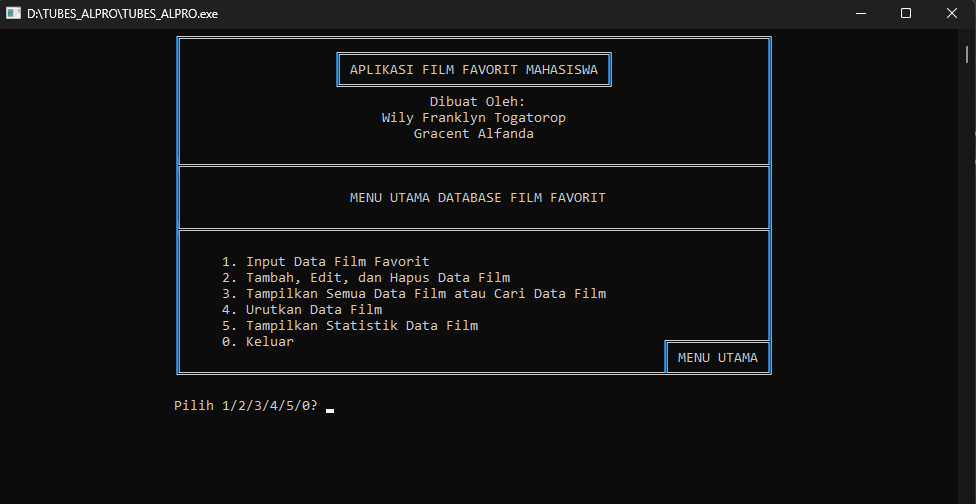 D:\TUBES_ALPRO\TUBES_ALPRO.exe
APLIKASI FILM FAVORIT MAHASISWA
Dibuat Oleh:
Wily Franklyn Togatorop
Gracent Alfanda
MENU UTAMA DATABASE FILM FAVORIT
1. Input Data Film Favorit
2. Tambah, Edit, dan Hapus Data Film
3. Tampilkan Semua Data Film atau Cari Data Film
4. Urutkan Data Film
5. Tampilkan Statistik Data Film
0. Keluar
MENU UTAMA
Pilih 1/2/3/4/5/0?